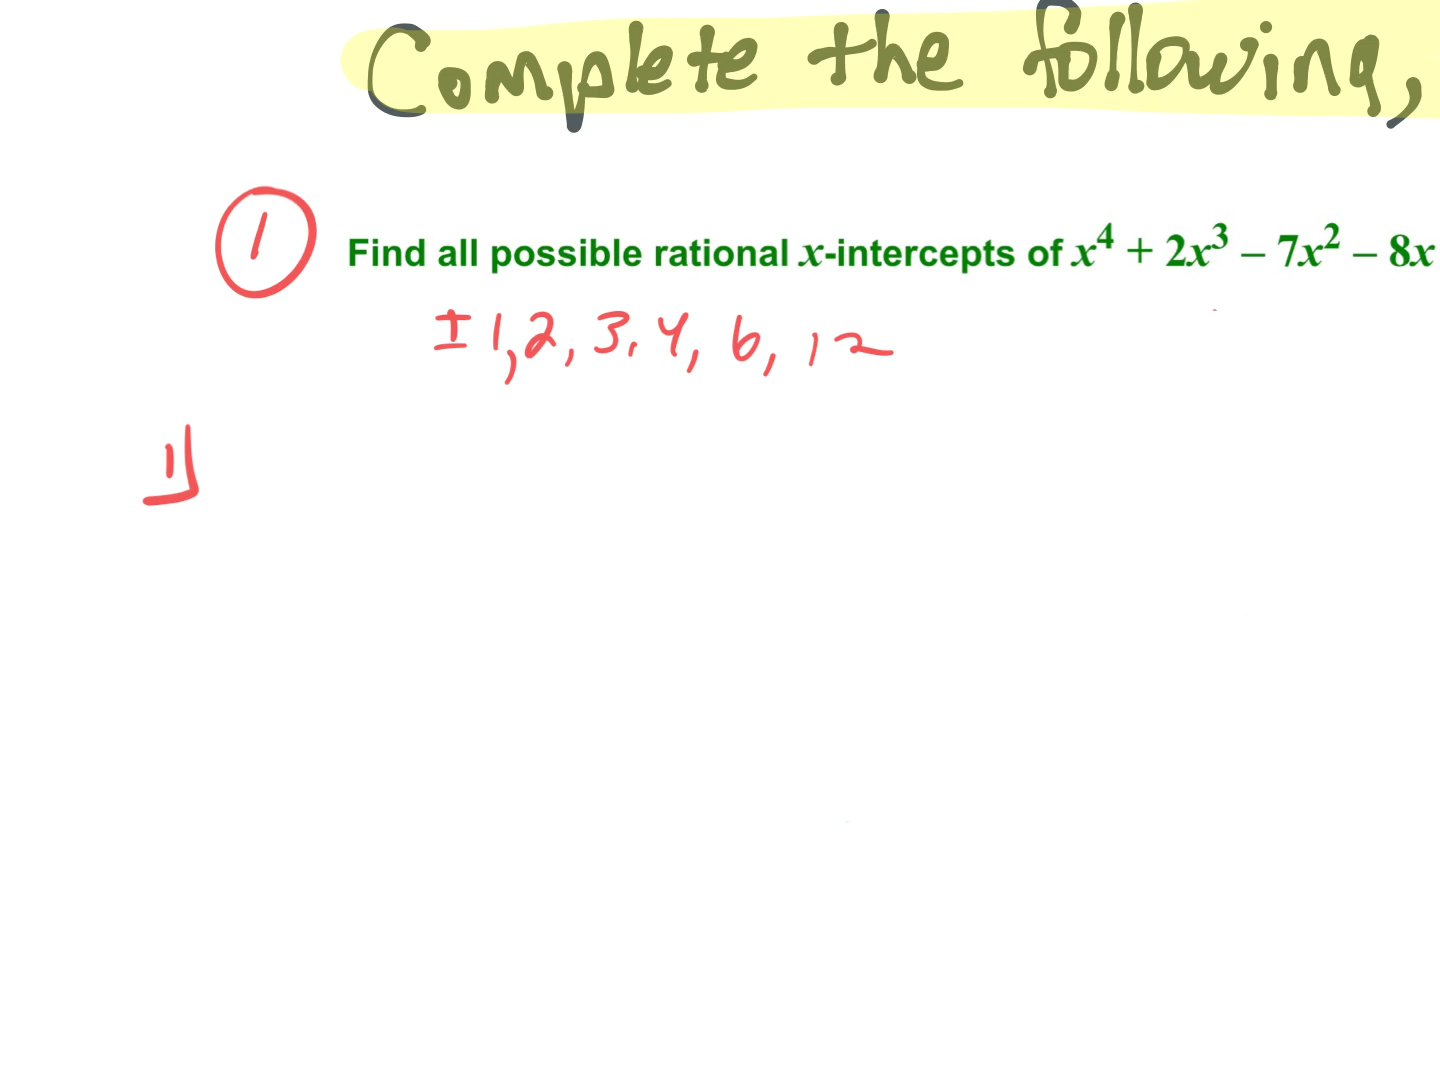 Complete the following,
1 Find all possible rational x-intercepts of x⁴ + 2x³ – 7x² – 8x
± 1, 2, 3, 4, 6, 12
1